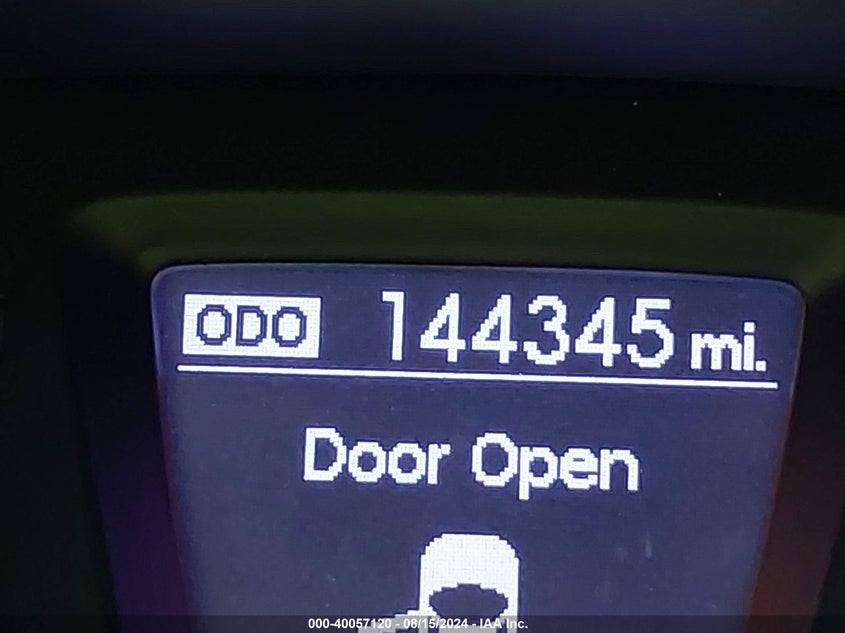 ODO 144345 mi.
Door Open
000-40057120 - 08/15/2024 - IAA Inc.